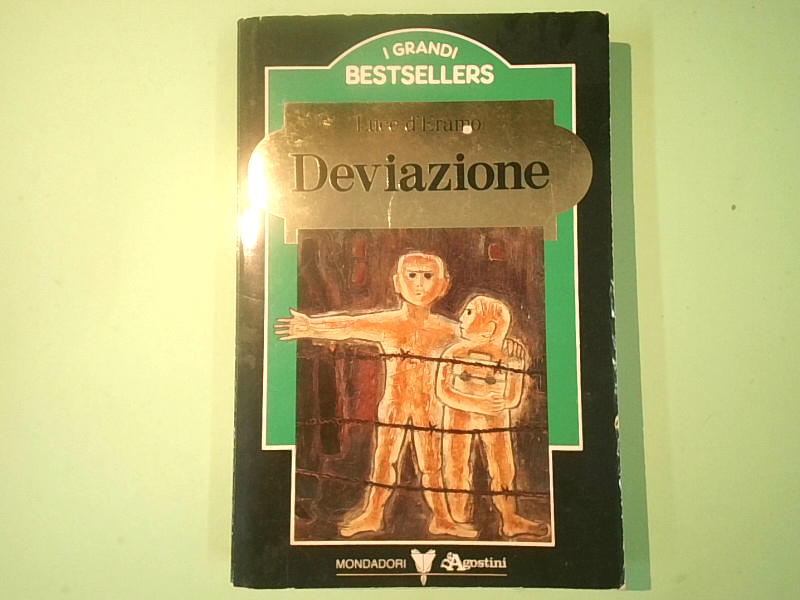 I GRANDI
BESTSELLERS
Luce d'Eramo
Deviazione
MONDADORI DeAgostini